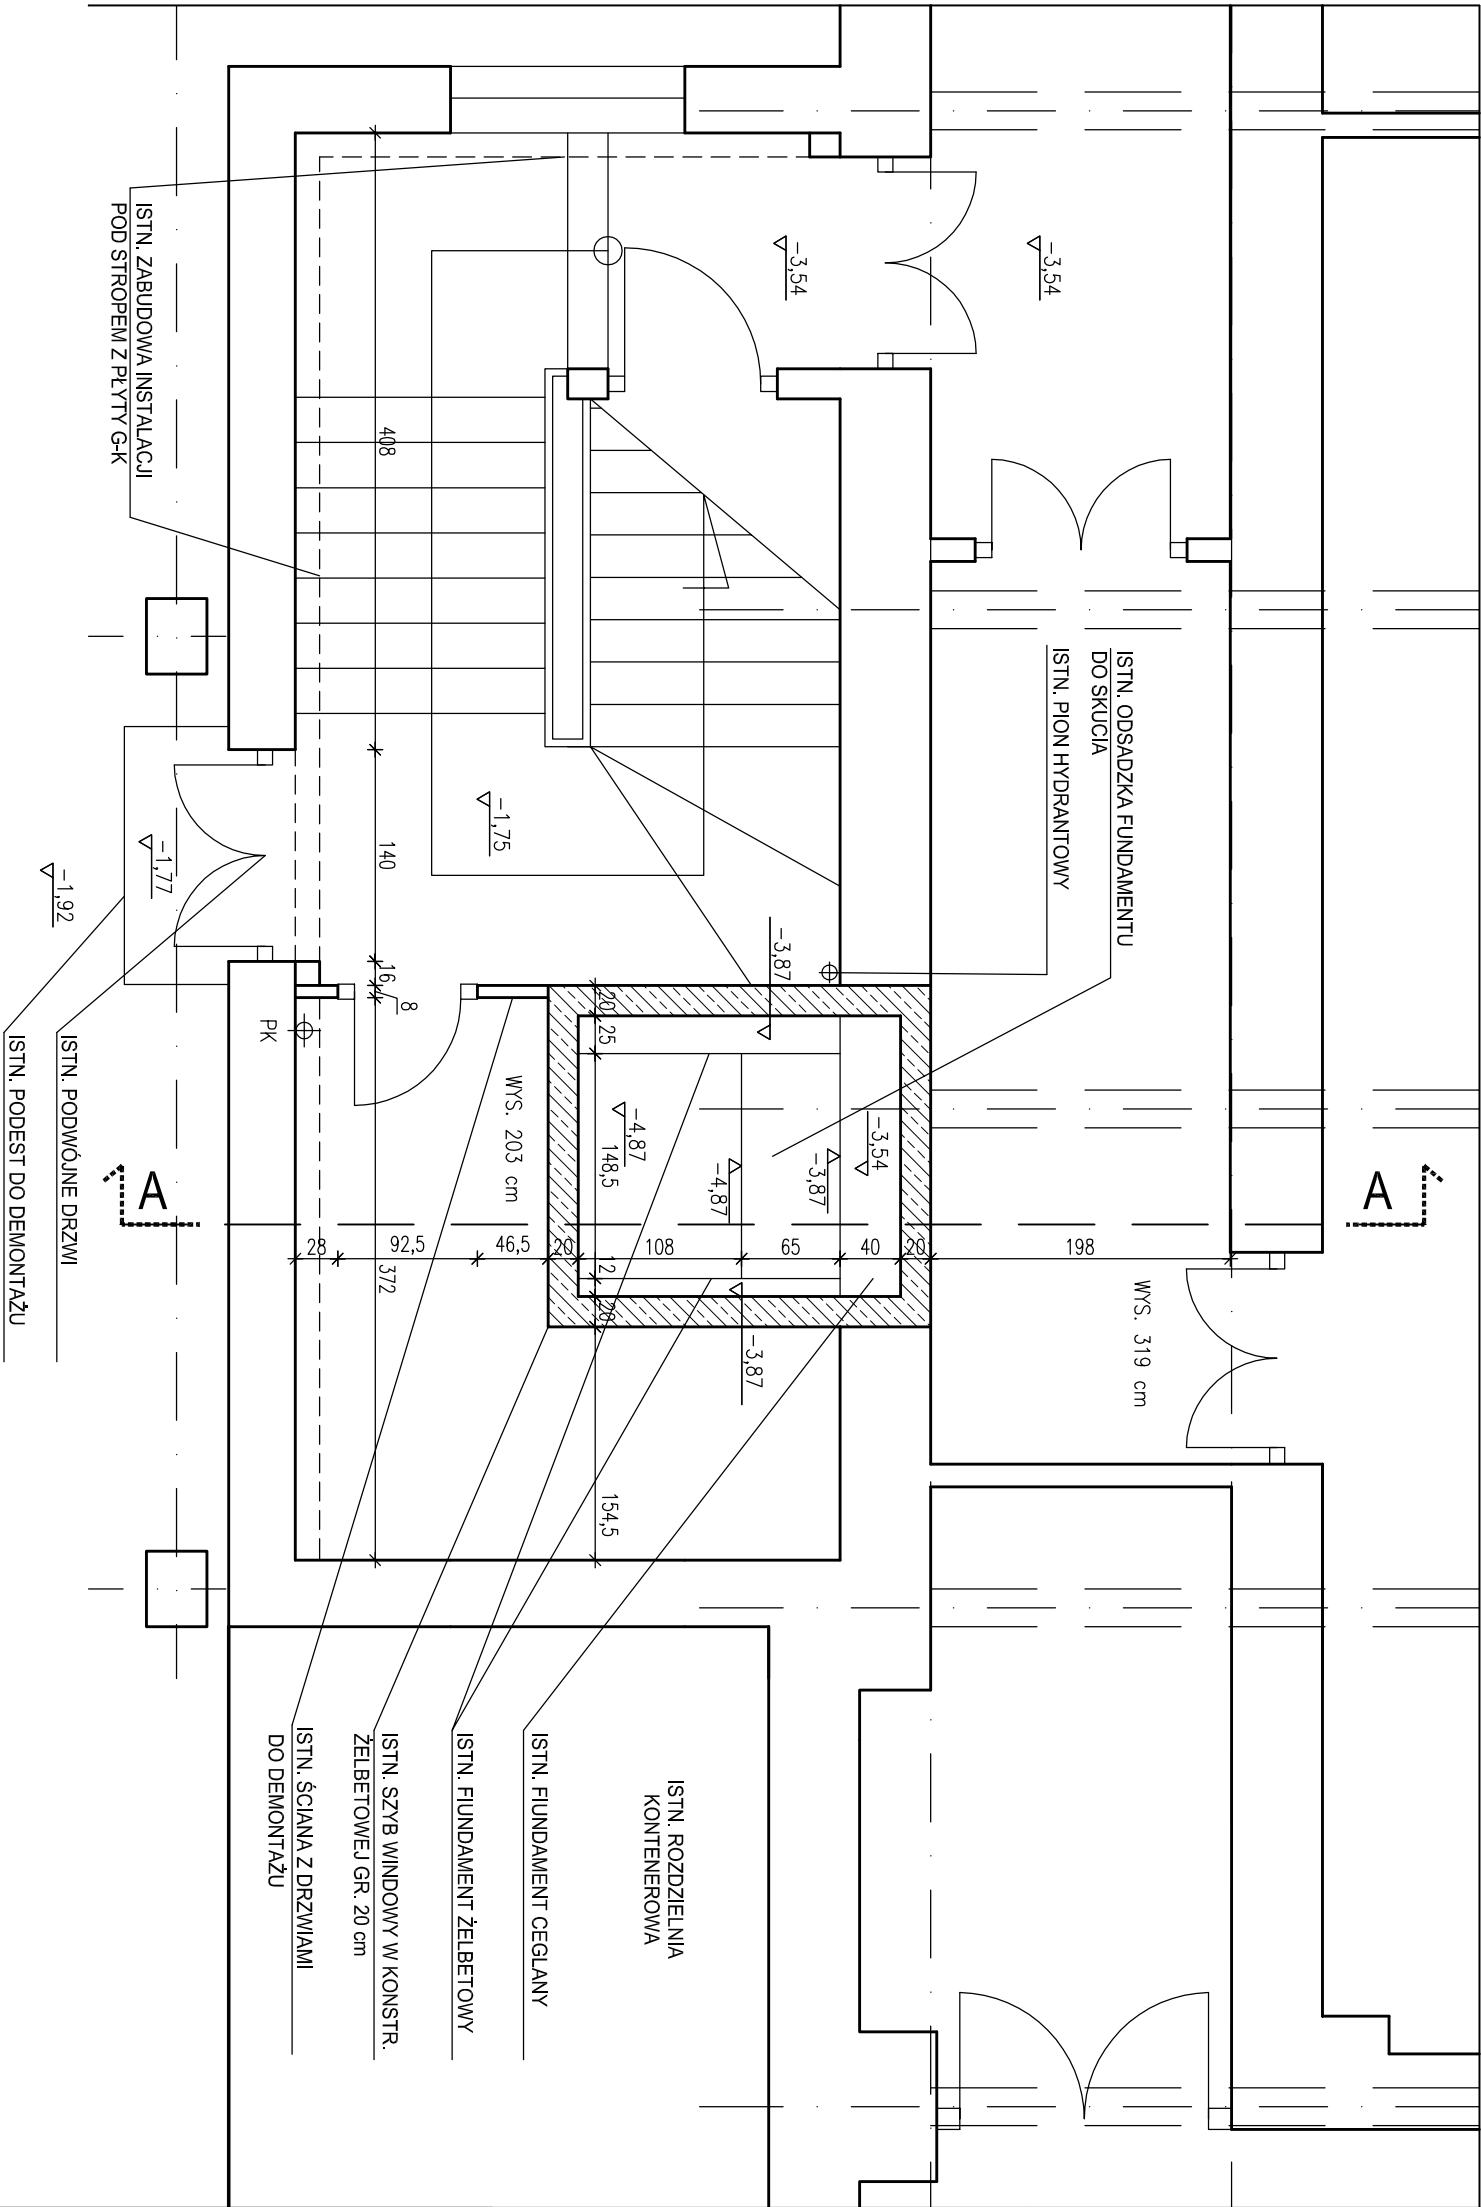 ISTN. ZABUDOWA INSTALACJI
POD STROPEM Z PŁYTY G-K
-3,54
-3,54
408
ISTN. ODSADZKA FUNDAMENTU
DO SKUCIA
ISTN. PION HYDRANTOWY
-1,75
140
-1,77
-1,92
16
8
PK
-3,87
20
25
-4,87
148,5
-4,87
-3,87
-3,54
WYS. 203 cm
A
A
28
92,5
46,5
20
108
65
40
20
198
372
12
20
-3,87
154,5
WYS. 319 cm
ISTN. PODWÓJNE DRZWI
ISTN. PODEST DO DEMONTAŻU
ISTN. ROZDZIELNIA
KONTENEROWA
ISTN. FIUNDAMENT CEGLANY
ISTN. FIUNDAMENT ŻELBETOWY
ISTN. SZYB WINDOWY W KONSTR.
ŻELBETOWEJ GR. 20 cm
ISTN. ŚCIANA Z DRZWIAMI
DO DEMONTAŻU